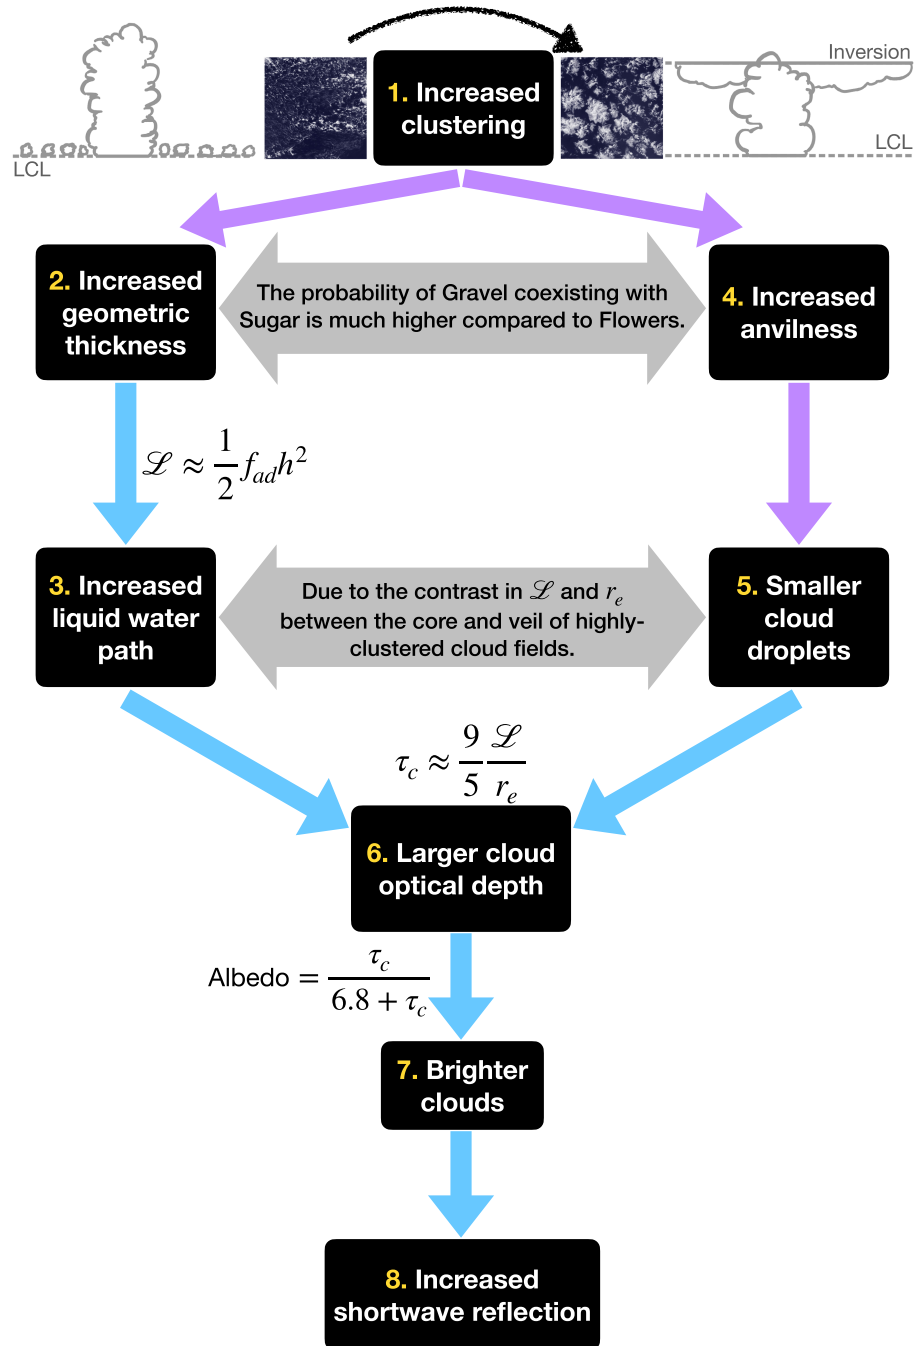 1. Increased
clustering
Inversion
LCL
LCL
2. Increased
geometric
thickness
The probability of Gravel coexisting with
Sugar is much higher compared to Flowers.
4. Increased
anvilness
ℒ ≈ 1/2 f_ad h²
3. Increased
liquid water
path
Due to the contrast in ℒ and r_e
between the core and veil of highly-
clustered cloud fields.
5. Smaller
cloud
droplets
τ_c ≈ 9/5 ℒ/r_e
6. Larger cloud
optical depth
Albedo = τ_c/(6.8 + τ_c)
7. Brighter
clouds
8. Increased
shortwave reflection